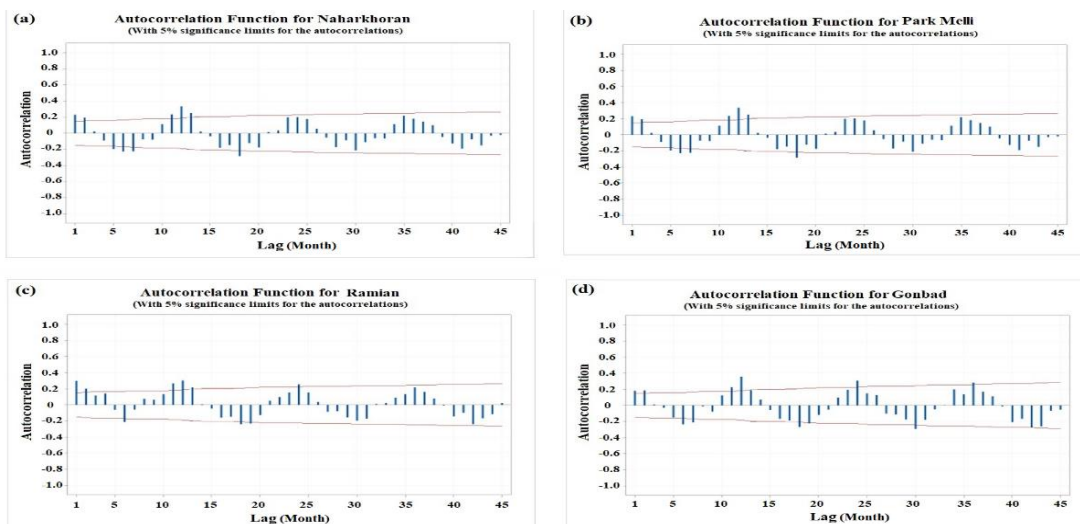 (a)
Autocorrelation Function for Naharkhoran
(With 5% significance limits for the autocorrelations)
Autocorrelation
1.0
0.8
0.6
0.4
0.2
0.0
-0.2
-0.4
-0.6
-0.8
1.0
1 5 10 15 20 25 30 35 40 45
Lag (Month)
(b)
Autocorrelation Function for Park Melli
(With 5% significance limits for the autocorrelations)
Autocorrelation
1.0
0.8
0.6
0.4
0.2
0.0
-0.2
-0.4
-0.6
-0.8
-1.0
1 5 10 15 20 25 30 35 40 45
Lag (Month)
(c)
Autocorrelation Function for Ramian
(With 5% significance limits for the autocorrelations)
Autocorrelation
1.0
0.8
0.6
0.4
0.2
0
-0.2
-0.4
-0.6
-0.8
-1.0
1 5 10 14 20 25 30 35 40 45
Lag (Month)
(d)
Autocorrelation Function for Gonbad
(With 5% significance limits for the autocorrelations)
Autocorrelation
1.0
0.8
0.6
0.4
0.2
0.0
-0.2
-0.4
-0.6
-0.8
-1.0
1 5 10 14 20 25 30 35 40 45
Lag (Month)